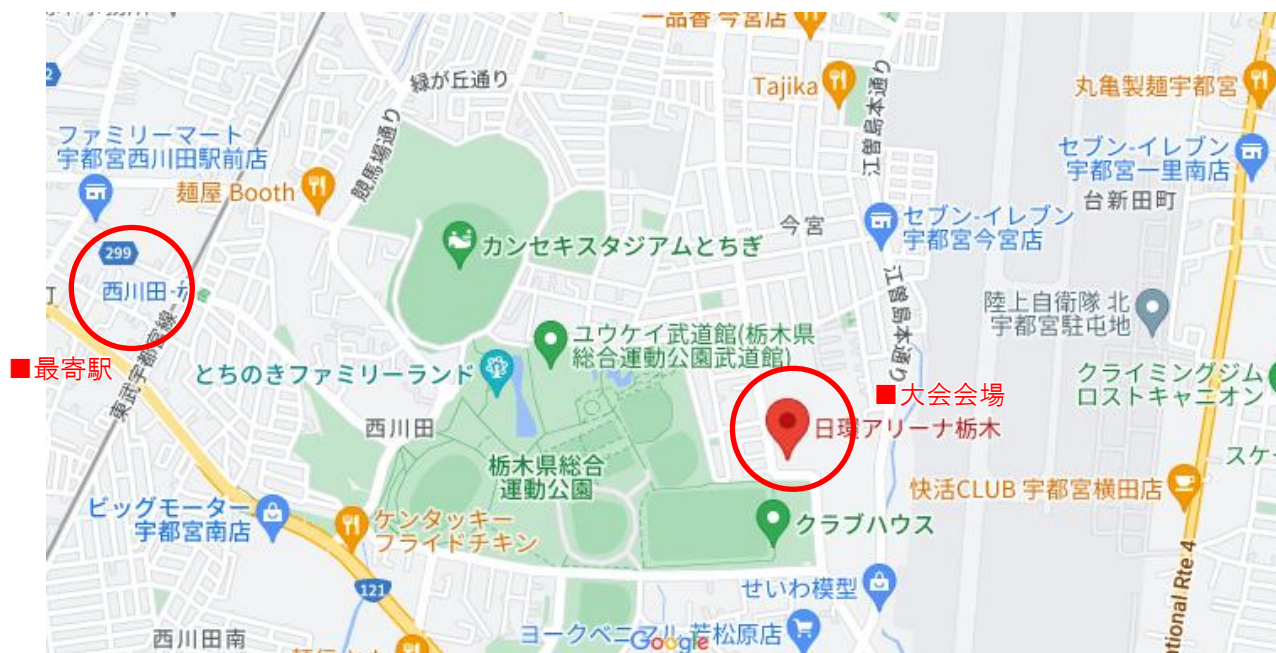 一品香 今宮店
緑が丘通り
Tajika
江曽島本通り
丸亀製麺宇都宮
ファミリーマート
宇都宮西川田駅前店
競馬場通り
セブン-イレブン
宇都宮一里南店
麺屋 Booth
台新田町
今宮
セブン-イレブン
宇都宮今宮店
カンセキスタジアムとちぎ
299
西川田
江曽島本通り
陸上自衛隊 北
宇都宮駐屯地
ユウケイ武道館(栃木県
総合運動公園武道館)
■最寄駅
東武宇都宮線
とちのきファミリーランド
クライミングジム
ロストキャニオン
■大会会場
日環アリーナ栃木
西川田
栃木県総合
運動公園
スケ
快活CLUB 宇都宮横田店
ビッグモーター
宇都宮南店
ケンタッキー
フライドチキン
クラブハウス
121
せいわ模型
ational Rte 4
西川田南
ヨークベニマル 若松原店
Google